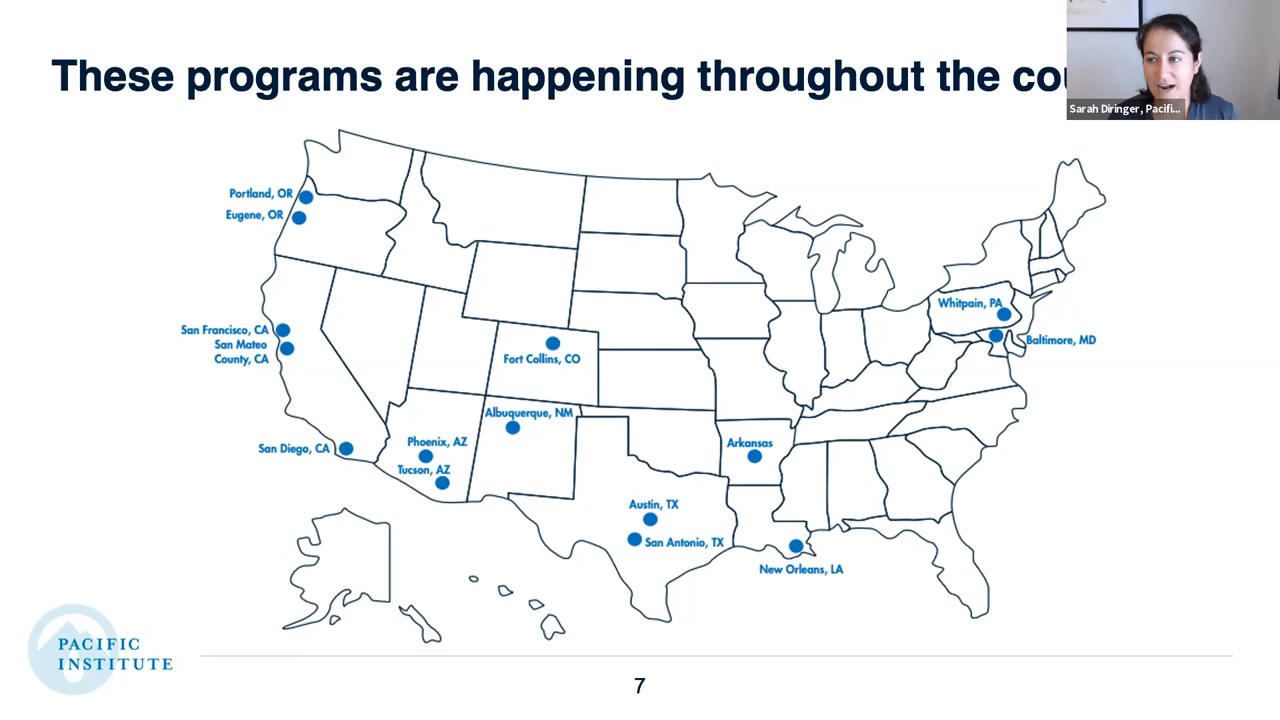 These programs are happening throughout the
Sarah Diringer, Pacifi...
Portland, OR
Eugene, OR
San Francisco, CA
San Mateo
County, CA
San Diego, CA
Phoenix, AZ
Tucson, AZ
Albuquerque, NM
Fort Collins, CO
Austin, TX
San Antonio, TX
Arkansas
New Orleans, LA
Whitpain, PA
Baltimore, MD
PACIFIC
INSTITUTE
7